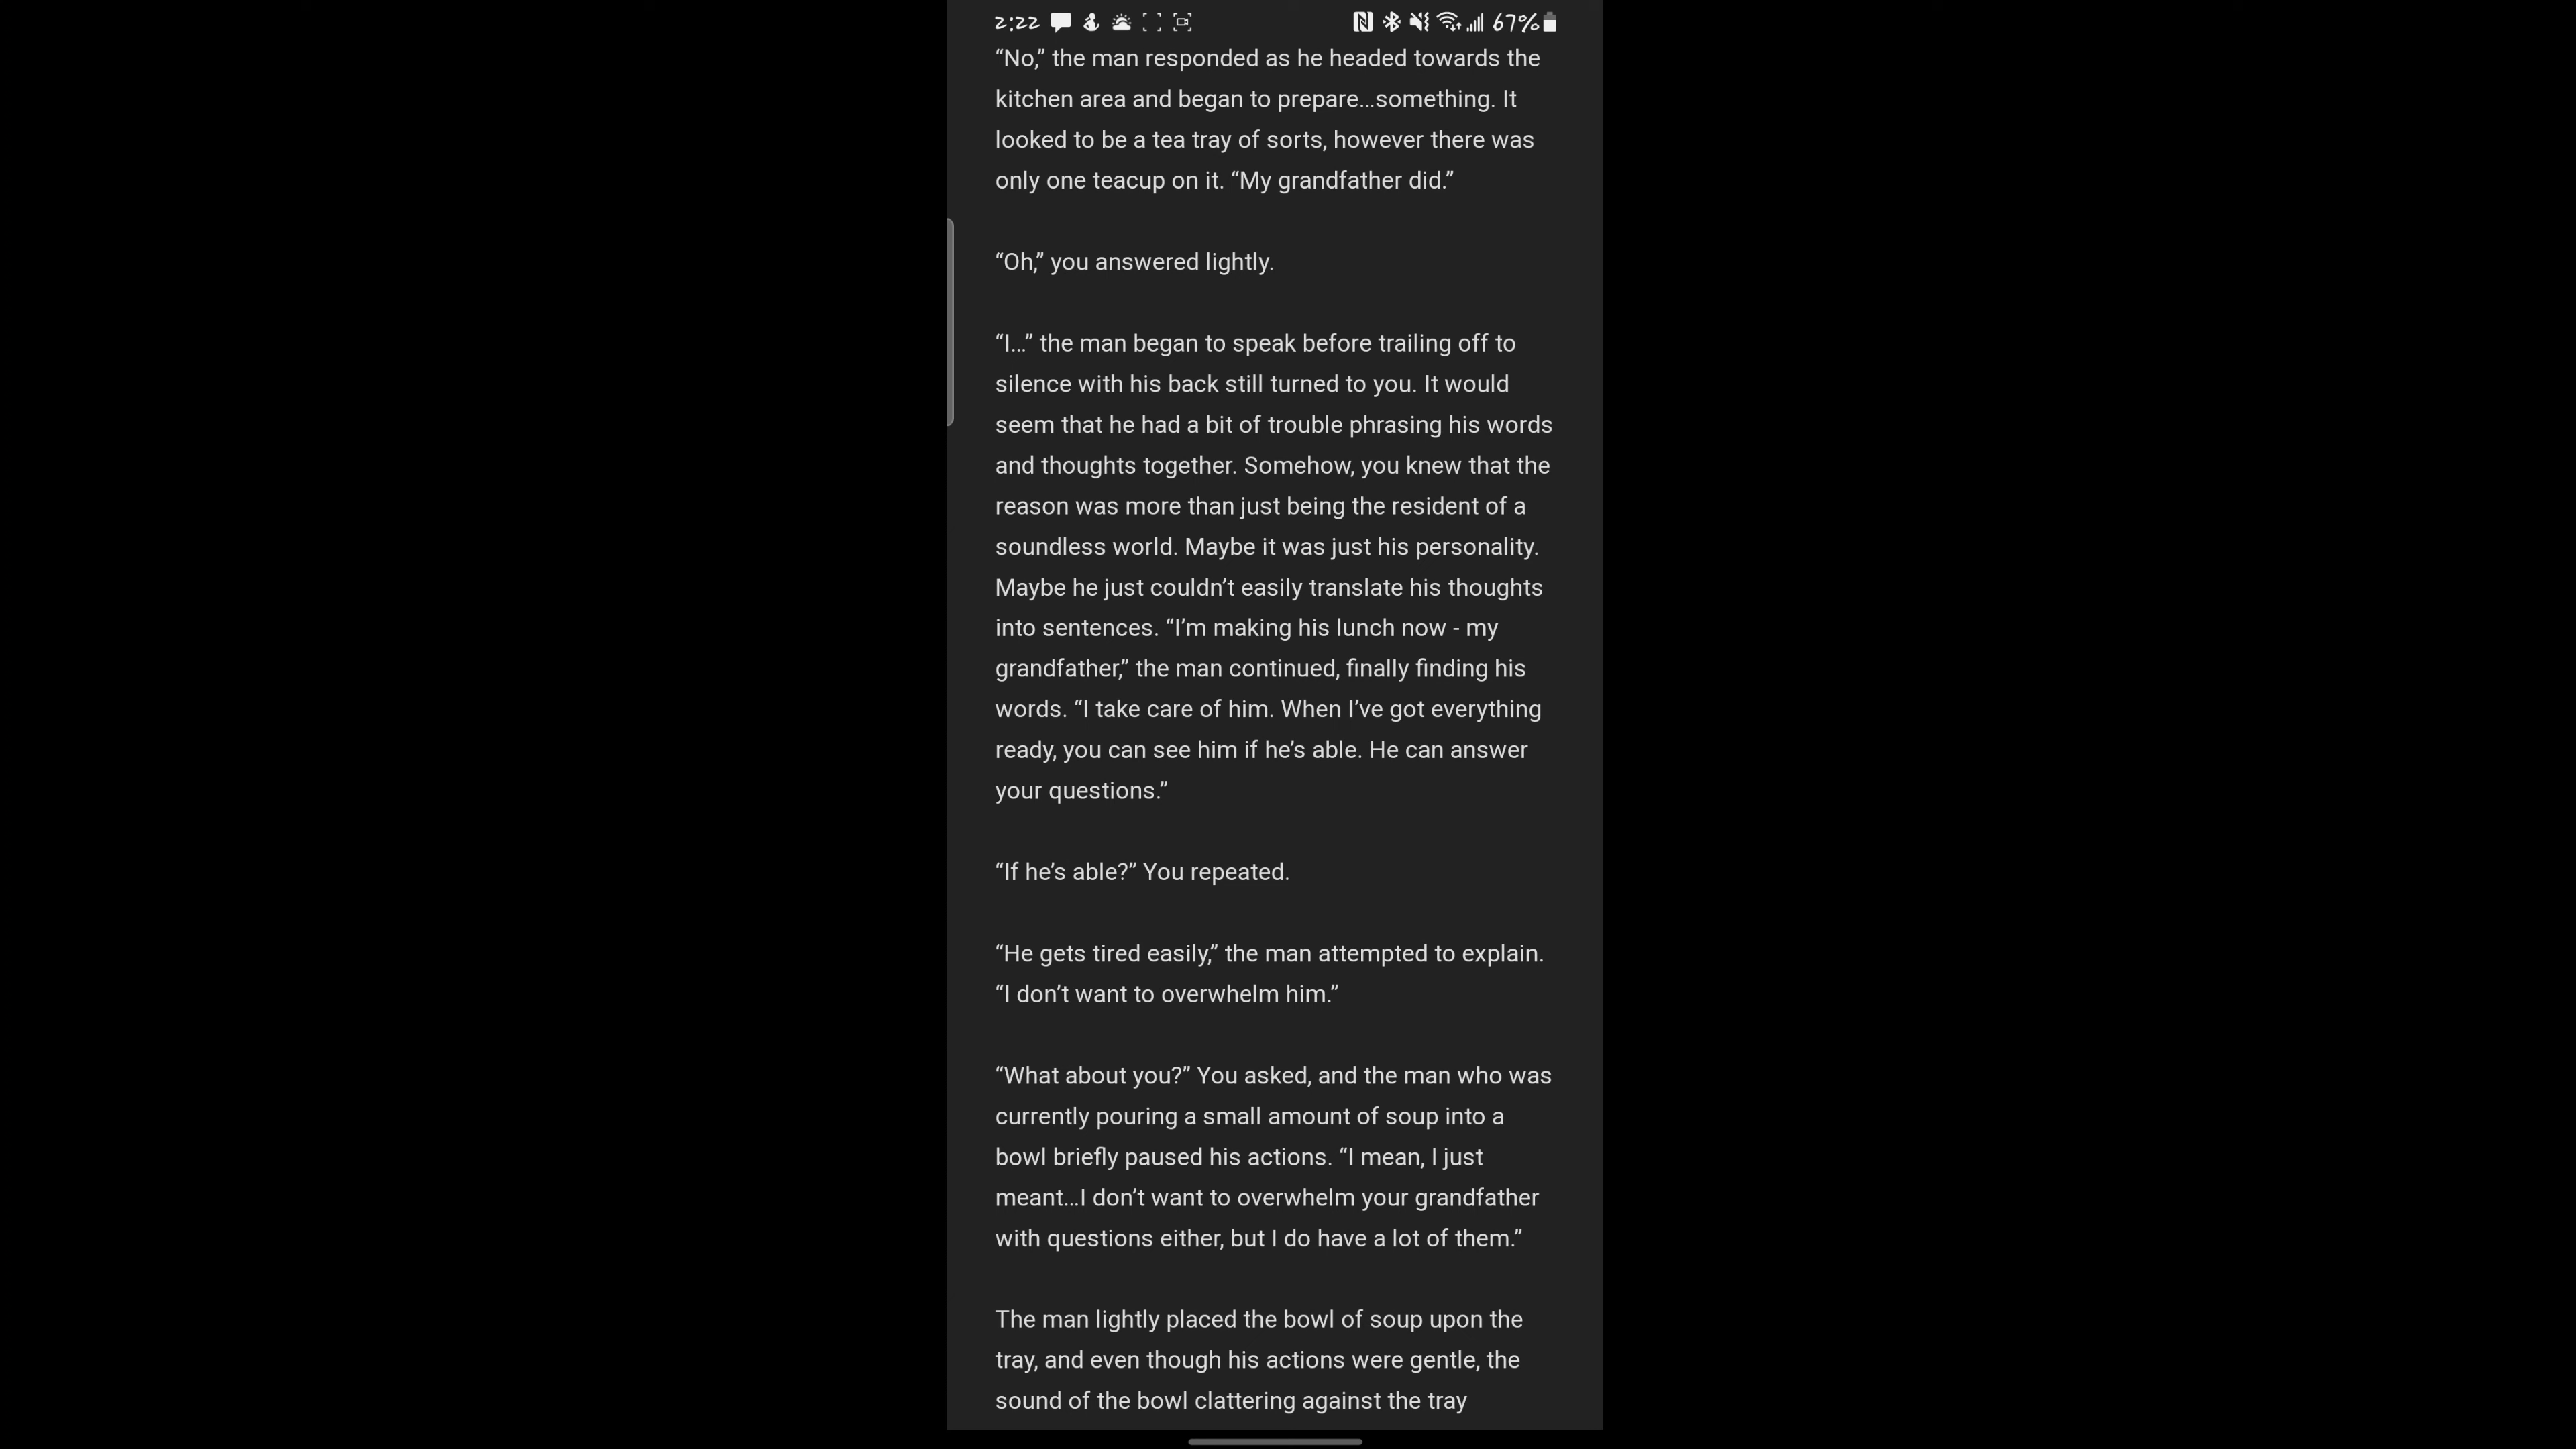 2:22 67%
“No,” the man responded as he headed towards the
kitchen area and began to prepare…something. It
looked to be a tea tray of sorts, however there was
only one teacup on it. “My grandfather did.”
“Oh,” you answered lightly.
“I…” the man began to speak before trailing off to
silence with his back still turned to you. It would
seem that he had a bit of trouble phrasing his words
and thoughts together. Somehow, you knew that the
reason was more than just being the resident of a
soundless world. Maybe it was just his personality.
Maybe he just couldn’t easily translate his thoughts
into sentences. “I’m making his lunch now - my
grandfather,” the man continued, finally finding his
words. “I take care of him. When I’ve got everything
ready, you can see him if he’s able. He can answer
your questions.”
“If he’s able?” You repeated.
“He gets tired easily,” the man attempted to explain.
“I don’t want to overwhelm him.”
“What about you?” You asked, and the man who was
currently pouring a small amount of soup into a
bowl briefly paused his actions. “I mean, I just
meant…I don’t want to overwhelm your grandfather
with questions either, but I do have a lot of them.”
The man lightly placed the bowl of soup upon the
tray, and even though his actions were gentle, the
sound of the bowl clattering against the tray